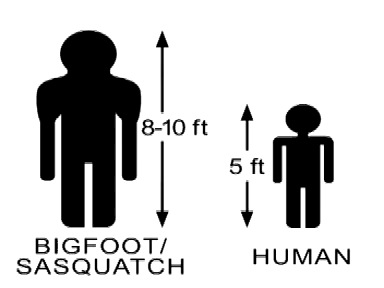 8-10 ft
5 ft
BIGFOOT/
SASQUATCH
HUMAN